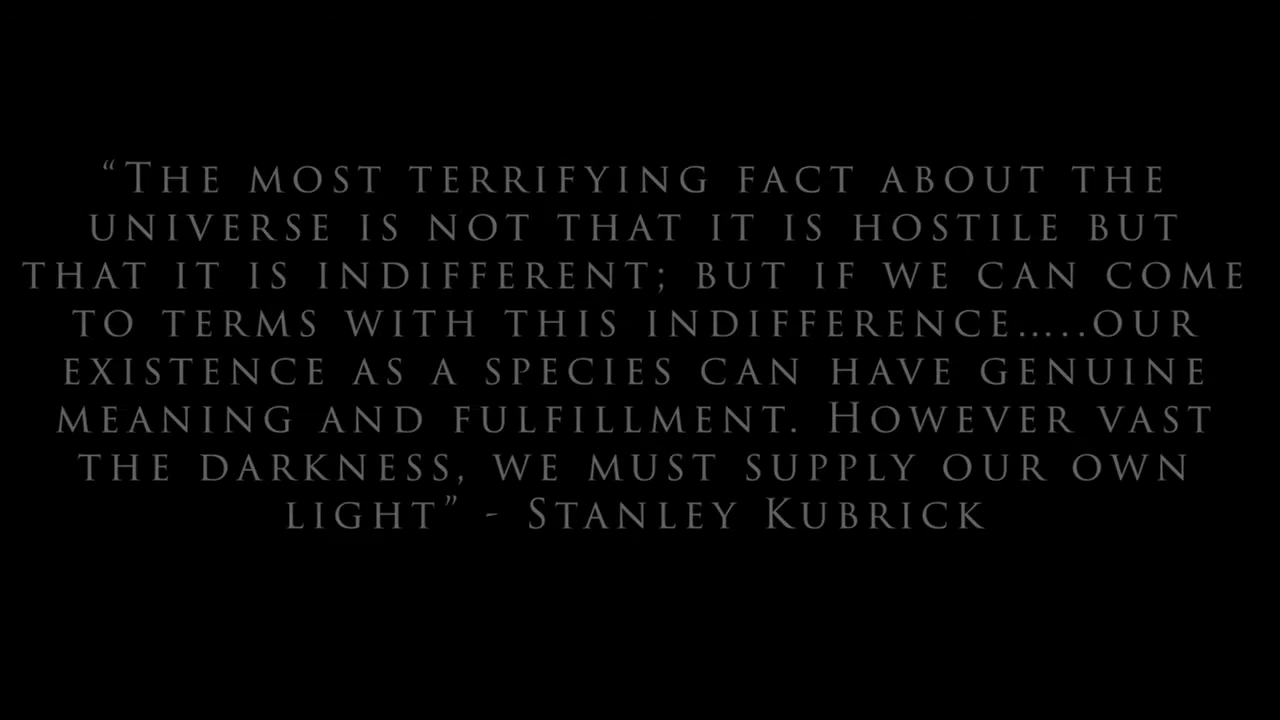 “The most terrifying fact about the
universe is not that it is hostile but
that it is indifferent; but if we can come
to terms with this indifference.....our
existence as a species can have genuine
meaning and fulfillment. However vast
the darkness, we must supply our own
light” - Stanley Kubrick